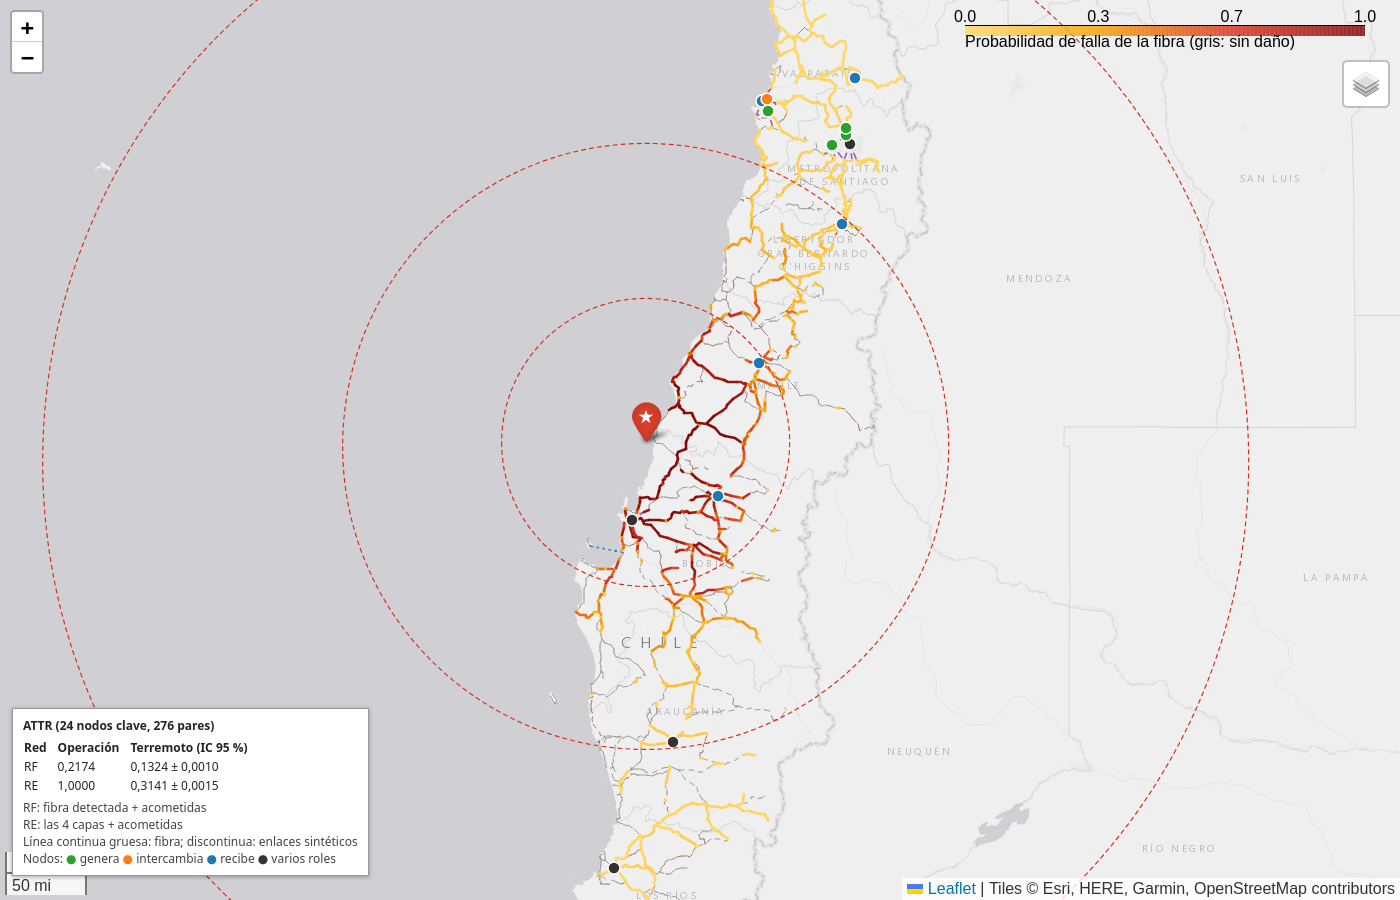 +
−
0.0 0.3 0.7 1.0
Probabilidad de falla de la fibra (gris: sin daño)
VALPARAÍSO
METROPOLITANA
DE SANTIAGO
SAN LUIS
LIBERTADOR
GRAL BERNARDO
O'HIGGINS
MENDOZA
MAULE
BIOBÍO
LA PAMPA
CHILE
ARAUCANÍA
NEUQUÉN
RÍO NEGRO
LOS RÍOS
ATTR (24 nodos clave, 276 pares)
Red Operación Terremoto (IC 95 %)
RF 0,2174 0,1324 ± 0,0010
RE 1,0000 0,3141 ± 0,0015
RF: fibra detectada + acometidas
RE: las 4 capas + acometidas
Línea continua gruesa: fibra; discontinua: enlaces sintéticos
Nodos: genera intercambia recibe varios roles
50 mi
Leaflet | Tiles © Esri, HERE, Garmin, OpenStreetMap contributors